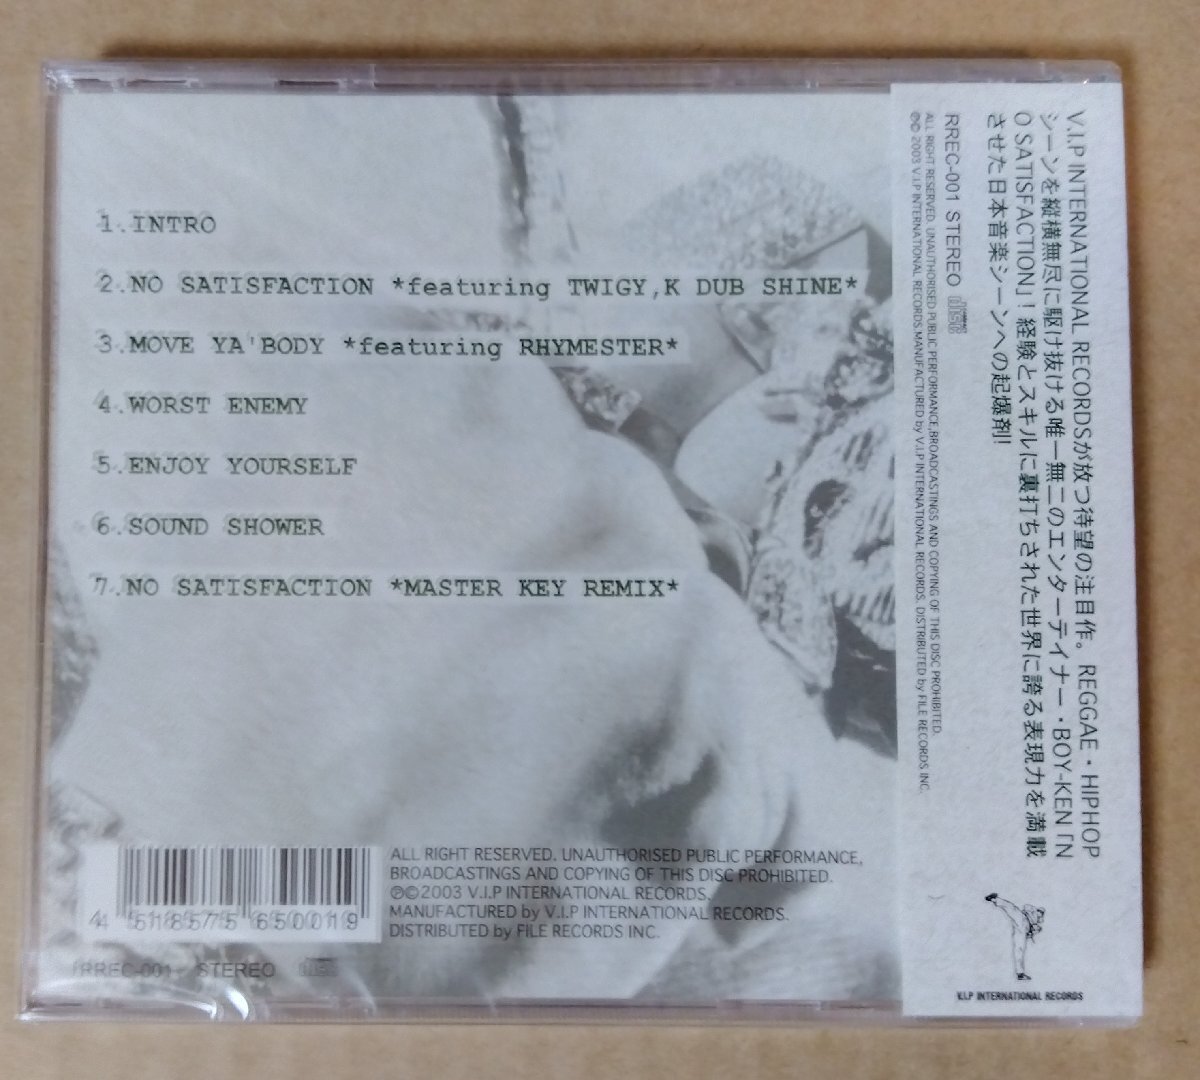 1.INTRO
2.NO SATISFACTION *featuring TWIGY,K DUB SHINE*
3.MOVE YA'BODY *featuring RHYMESTER*
4.WORST ENEMY
5.ENJOY YOURSELF
6.SOUND SHOWER
7.NO SATISFACTION *MASTER KEY REMIX*
4 518575 650019
ALL RIGHT RESERVED. UNAUTHORISED PUBLIC PERFORMANCE,
BROADCASTINGS AND COPYING OF THIS DISC PROHIBITED.
℗©2003 V.I.P INTERNATIONAL RECORDS.
MANUFACTURED by V.I.P INTERNATIONAL RECORDS.
DISTRIBUTED by FILE RECORDS INC.
RREC-001 STEREO
V.I.P INTERNATIONAL RECORDSが放つ待望の注目作。REGGAE・HIPHOP
シーンを縦横無尽に駆け抜ける唯一無二のエンターテイナー・BOY-KEN「N
O SATISFACTION」!経験とスキルに裏打ちされた世界に誇る表現力を満載
させた日本音楽シーンへの起爆剤!
RREC-001 STEREO disc
ALL RIGHT RESERVED. UNAUTHORISED PUBLIC PERFORMANCE,BROADCASTINGS AND COPYING OF THIS DISC PROHIBITED.
℗© 2003 V.I.P INTERNATIONAL RECORDS.MANUFACTURED by V.I.P INTERNATIONAL RECORDS. DISTRIBUTED by FILE RECORDS INC.
V.I.P INTERNATIONAL RECORDS